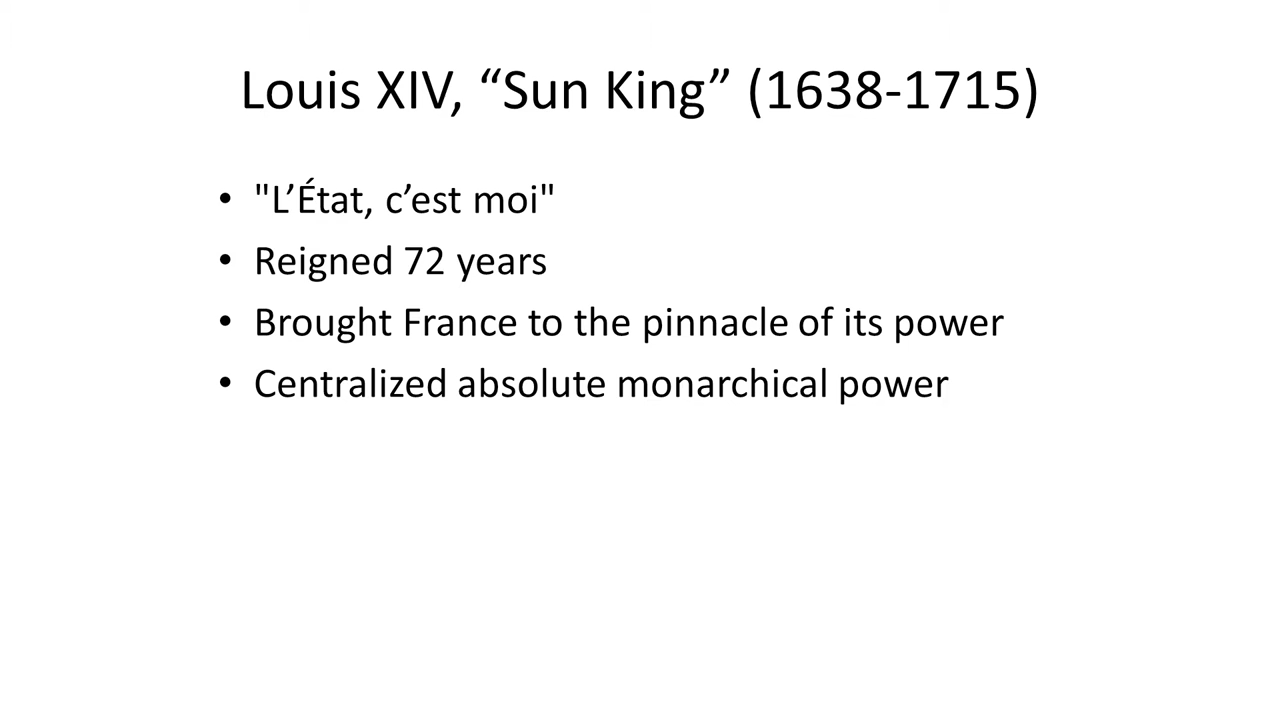 Louis XIV, “Sun King” (1638-1715)
• "L’État, c’est moi"
• Reigned 72 years
• Brought France to the pinnacle of its power
• Centralized absolute monarchical power